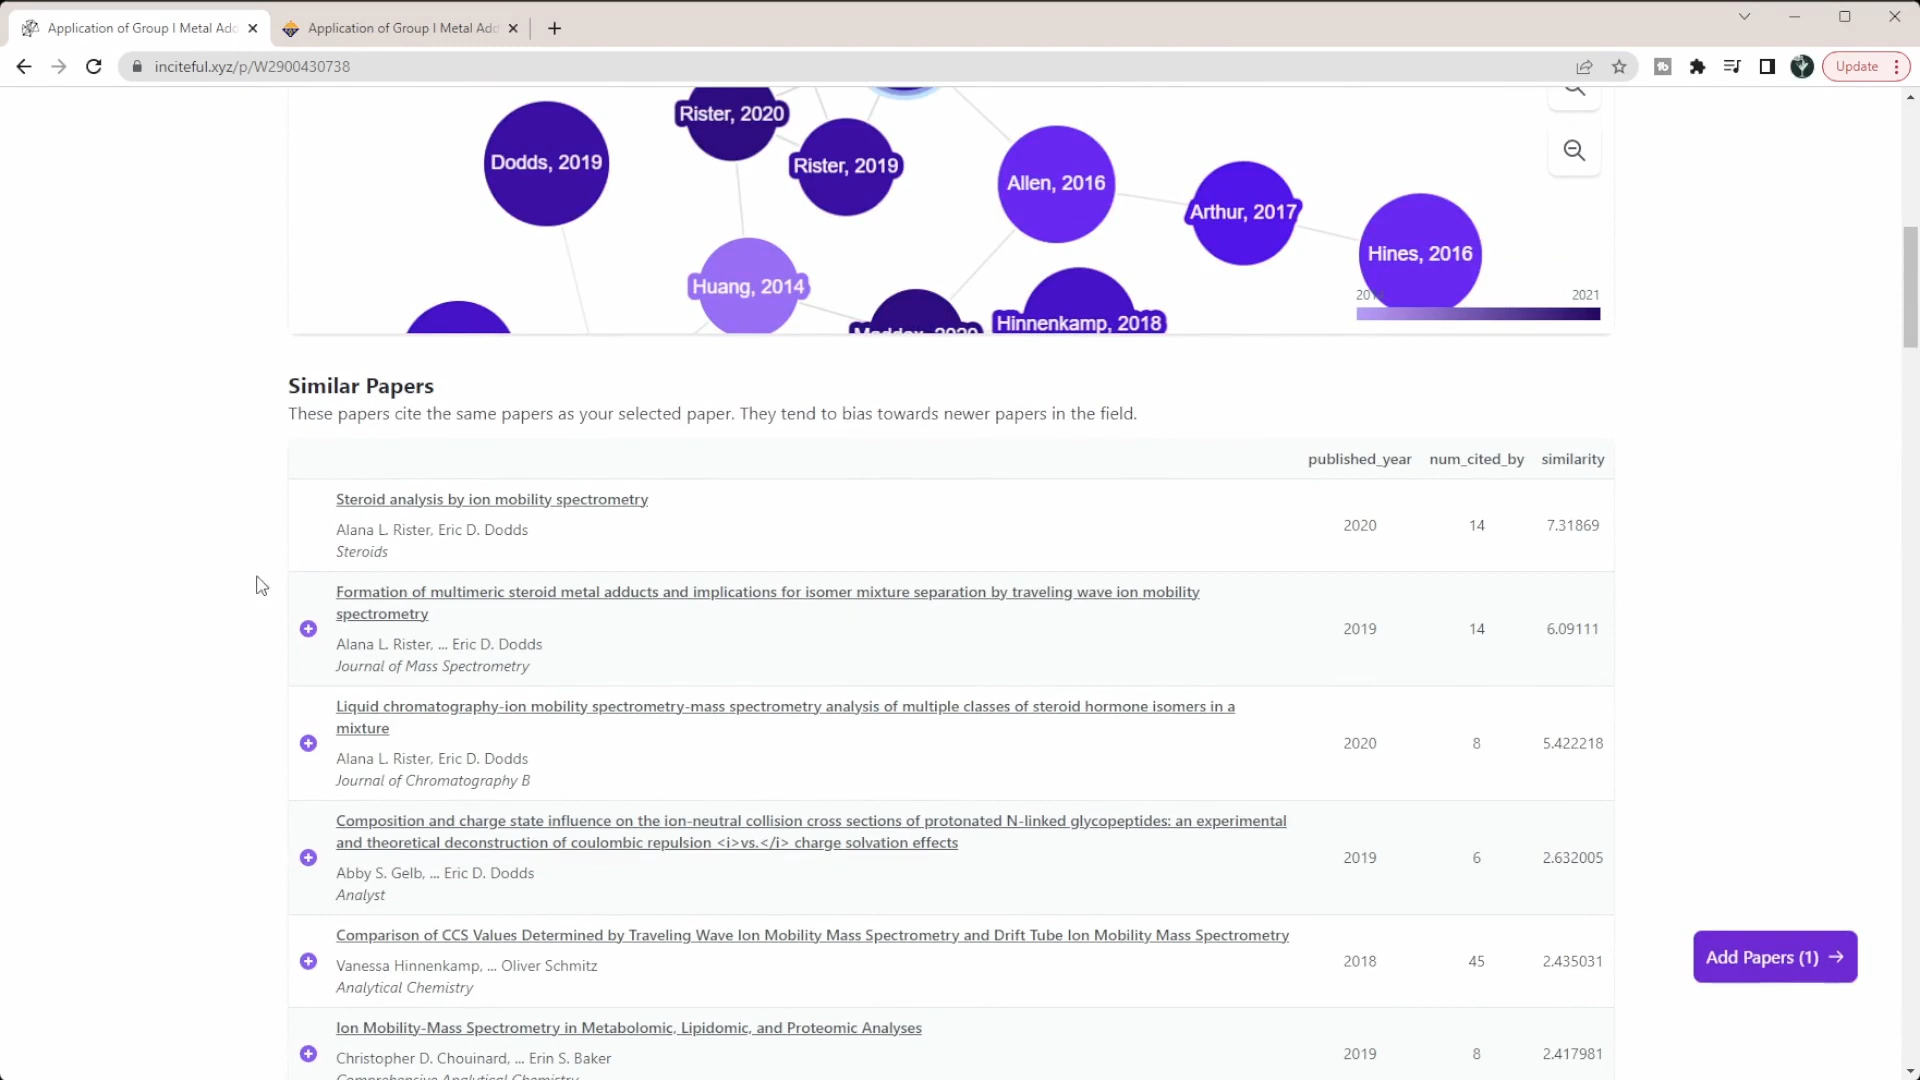 Application of Group I Metal Add
Application of Group I Metal Add
inciteful.xyz/p/W2900430738
Update
Rister, 2020
Dodds, 2019
Rister, 2019
Allen, 2016
Arthur, 2017
Hines, 2016
Huang, 2014
Hinnenkamp, 2018
2021
Similar Papers
These papers cite the same papers as your selected paper. They tend to bias towards newer papers in the field.
published_year num_cited_by similarity
Steroid analysis by ion mobility spectrometry
Alana L. Rister, Eric D. Dodds
Steroids
2020 14 7.31869
Formation of multimeric steroid metal adducts and implications for isomer mixture separation by traveling wave ion mobility
spectrometry
Alana L. Rister, ... Eric D. Dodds
Journal of Mass Spectrometry
2019 14 6.09111
Liquid chromatography-ion mobility spectrometry-mass spectrometry analysis of multiple classes of steroid hormone isomers in a
mixture
Alana L. Rister, Eric D. Dodds
Journal of Chromatography B
2020 8 5.422218
Composition and charge state influence on the ion-neutral collision cross sections of protonated N-linked glycopeptides: an experimental
and theoretical deconstruction of coulombic repulsion <i>vs.</i> charge solvation effects
Abby S. Gelb, ... Eric D. Dodds
Analyst
2019 6 2.632005
Comparison of CCS Values Determined by Traveling Wave Ion Mobility Mass Spectrometry and Drift Tube Ion Mobility Mass Spectrometry
Vanessa Hinnenkamp, ... Oliver Schmitz
Analytical Chemistry
2018 45 2.435031
Add Papers (1)
Ion Mobility-Mass Spectrometry in Metabolomic, Lipidomic, and Proteomic Analyses
Christopher D. Chouinard, ... Erin S. Baker
Comprehensive Analytical Chemistry
2019 8 2.417981